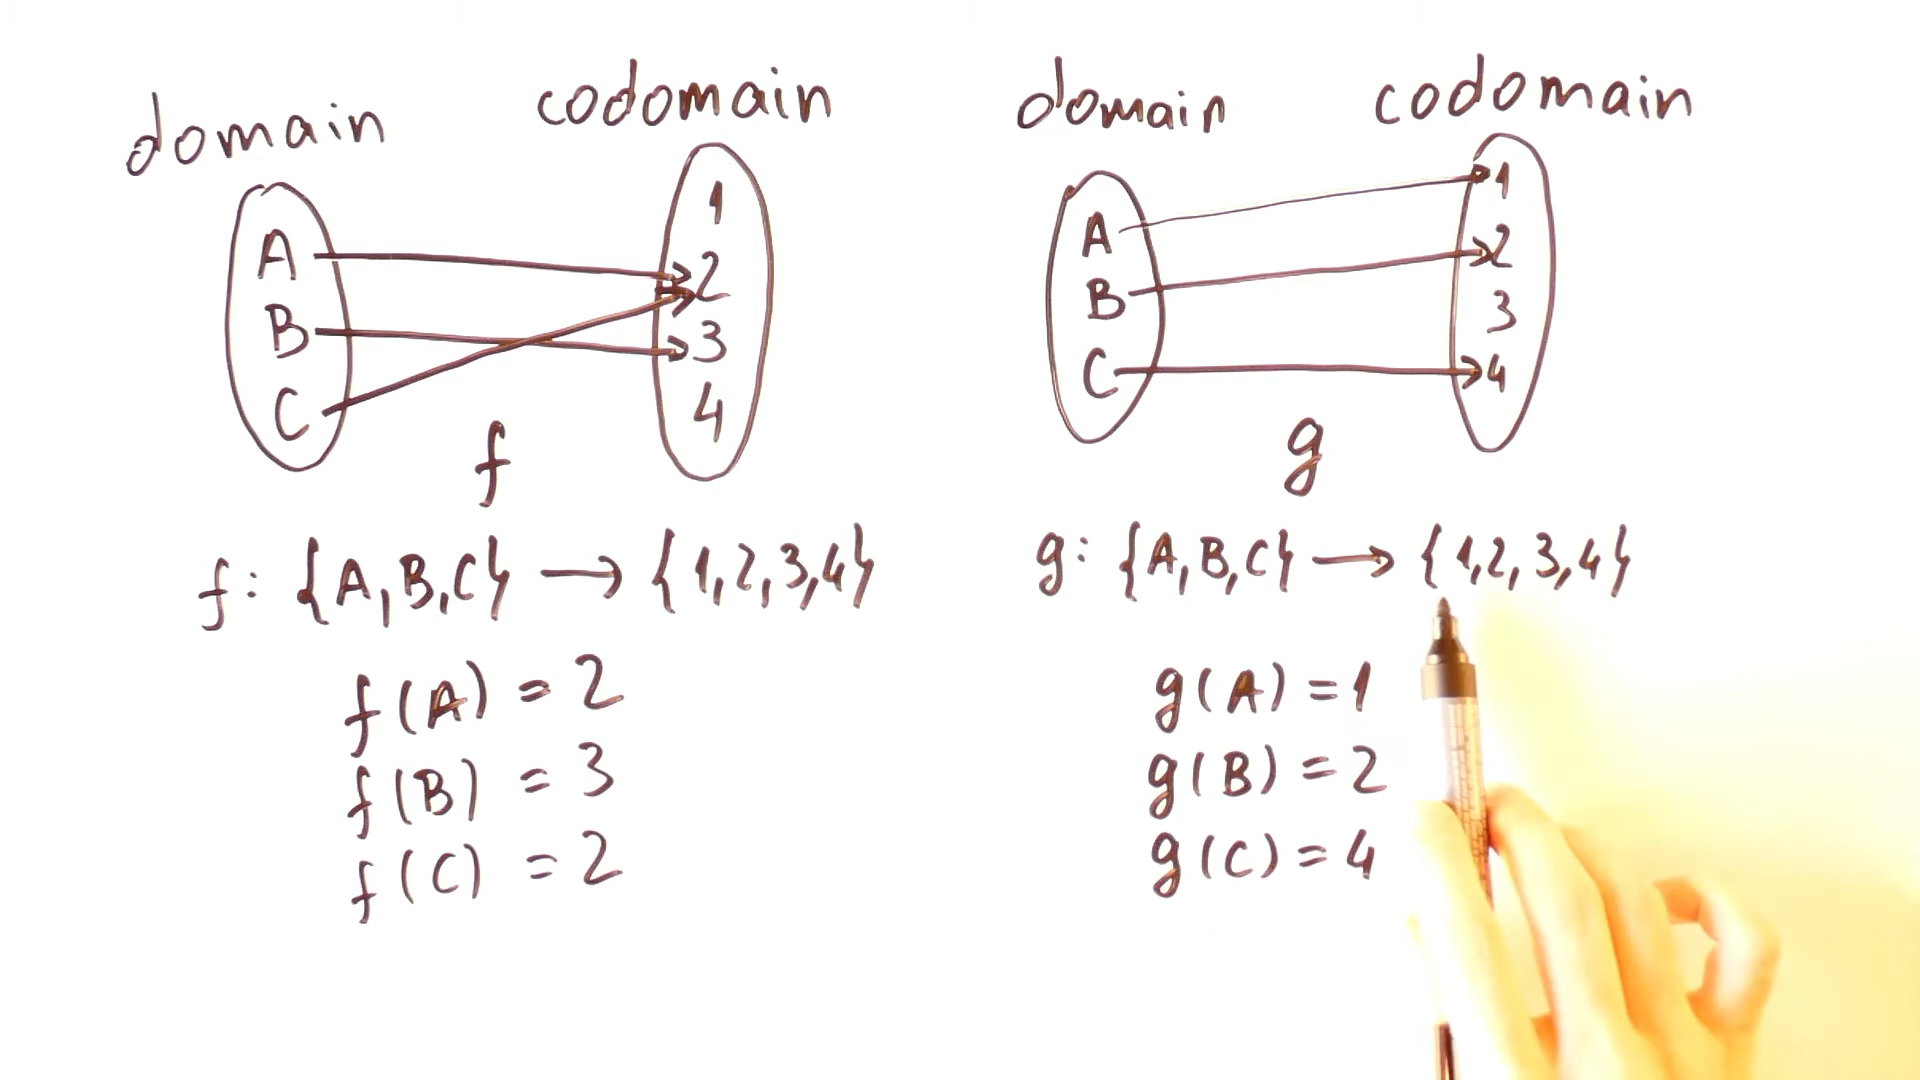 domain codomain
A
B
C
1
2
3
4
f
f: {A,B,C} → {1,2,3,4}
f(A) = 2
f(B) = 3
f(C) = 2
domain codomain
A
B
C
1
2
3
4
g
g: {A,B,C} → {1,2,3,4}
g(A) = 1
g(B) = 2
g(C) = 4